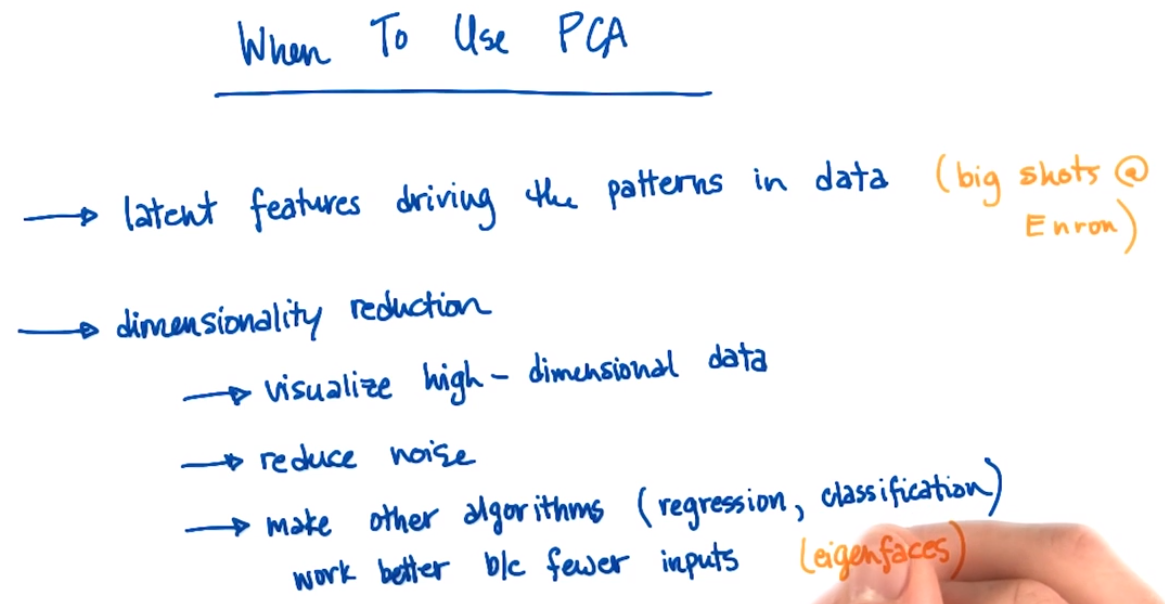 When To Use PCA
latent features driving the patterns in data (big shots @
Enron)
dimensionality reduction
visualize high-dimensional data
reduce noise
make other algorithms (regression, classification)
work better b/c fewer inputs (eigenfaces)